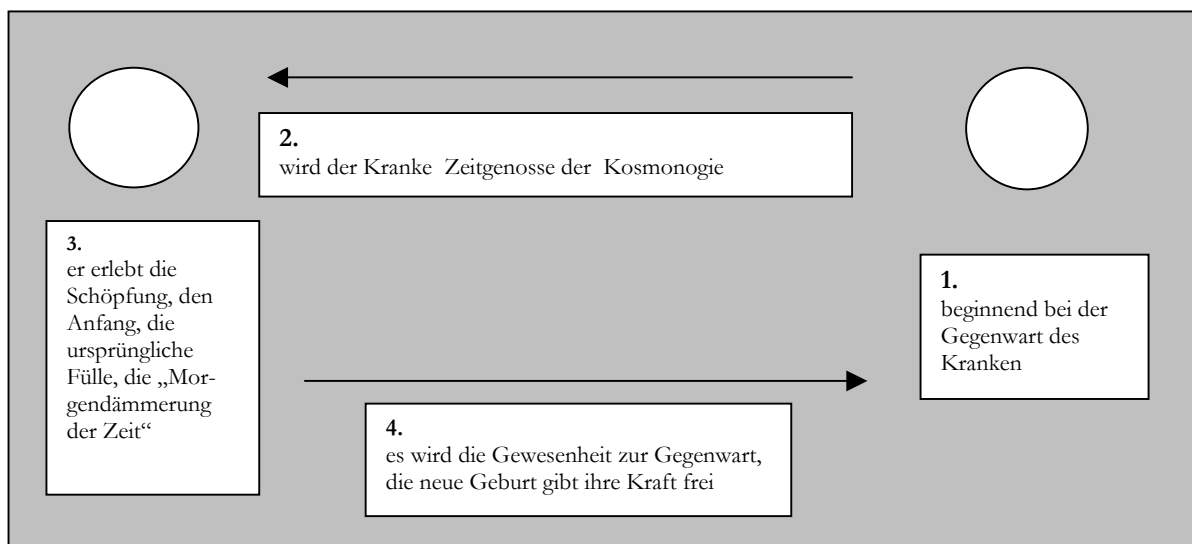 1.
beginnend bei der
Gegenwart des
Kranken
2.
wird der Kranke  Zeitgenosse der  Kosmonogie
3.
er erlebt die
Schöpfung, den
Anfang, die
ursprüngliche
Fülle, die „Mor-
gendämmerung
der Zeit“
4.
es wird die Gewesenheit zur Gegenwart,
die neue Geburt gibt ihre Kraft frei